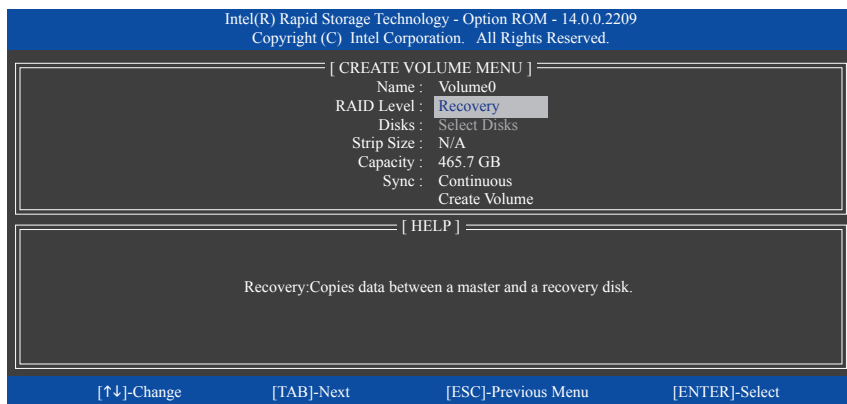 Intel(R) Rapid Storage Technology - Option ROM - 14.0.0.2209
Copyright (C) Intel Corporation. All Rights Reserved.
[ CREATE VOLUME MENU ]
Name : Volume0
RAID Level : Recovery
Disks : Select Disks
Strip Size : N/A
Capacity : 465.7 GB
Sync : Continuous
Create Volume
[ HELP ]
Recovery:Copies data between a master and a recovery disk.
[↑↓]-Change [TAB]-Next [ESC]-Previous Menu [ENTER]-Select